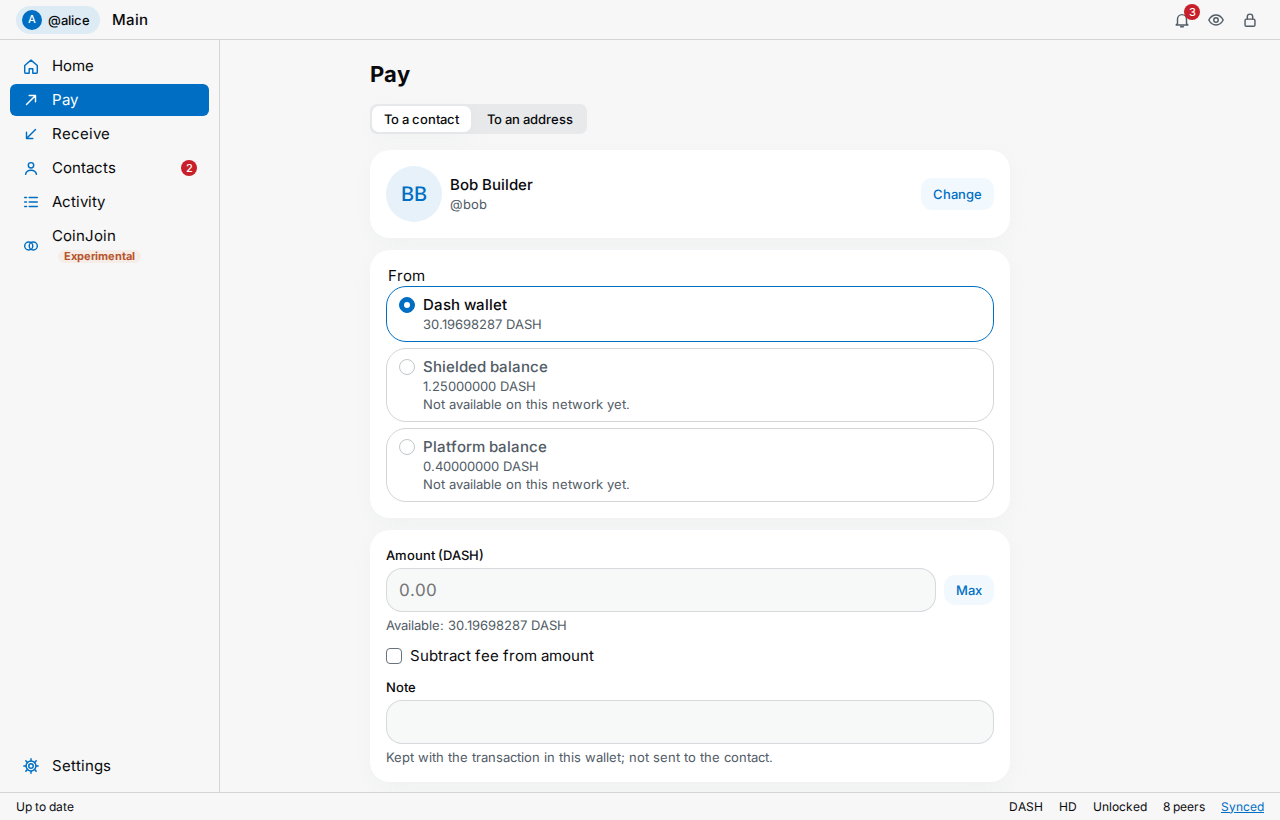 A @alice Main 3
Home
Pay
Receive
Contacts 2
Activity
CoinJoin
Experimental
Settings
Pay
To a contact To an address
BB
Bob Builder
@bob
Change
From
Dash wallet
30.19698287 DASH
Shielded balance
1.25000000 DASH
Not available on this network yet.
Platform balance
0.40000000 DASH
Not available on this network yet.
Amount (DASH)
0.00
Max
Available: 30.19698287 DASH
Subtract fee from amount
Note
Kept with the transaction in this wallet; not sent to the contact.
Up to date DASH HD Unlocked 8 peers Synced